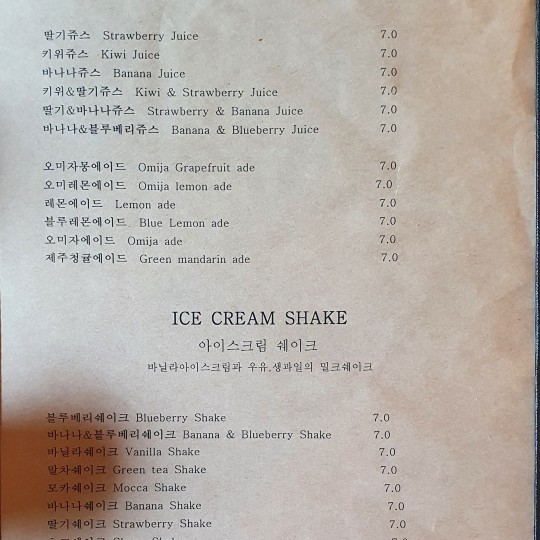 딸기쥬스 Strawberry Juice 7.0
키위쥬스 Kiwi Juice 7.0
바나나쥬스 Banana Juice 7.0
키위&딸기쥬스 Kiwi & Strawberry Juice 7.0
딸기&바나나쥬스 Strawberry & Banana Juice 7.0
바나나&블루베리쥬스 Banana & Blueberry Juice 7.0
오미자몽에이드 Omija Grapefruit ade 7.0
오미레몬에이드 Omija lemon ade 7.0
레몬에이드 Lemon ade 7.0
블루레몬에이드 Blue Lemon ade 7.0
오미자에이드 Omija ade 7.0
제주청귤에이드 Green mandarin ade 7.0
ICE CREAM SHAKE
아이스크림 쉐이크
바닐라아이스크림과 우유,생과일의 밀크쉐이크
블루베리쉐이크 Blueberry Shake 7.0
바나나&블루베리쉐이크 Banana & Blueberry Shake 7.0
바닐라쉐이크 Vanilla Shake 7.0
말차쉐이크 Green tea Shake 7.0
모카쉐이크 Mocca Shake 7.0
바나나쉐이크 Banana Shake 7.0
딸기쉐이크 Strawberry Shake 7.0